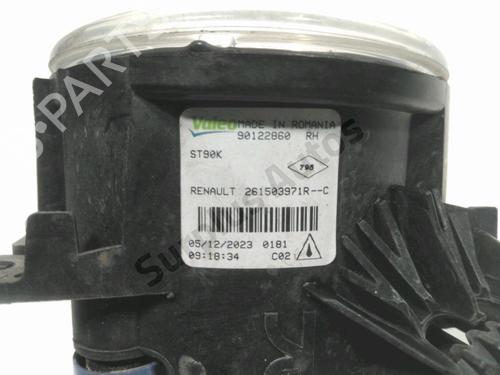 Valeo MADE IN ROMANIA
90122860 RH
ST90K
795
RENAULT 261503971R--C
05/12/2023 0181
09:18:34 C02
Surplus Autos
B-PARTS